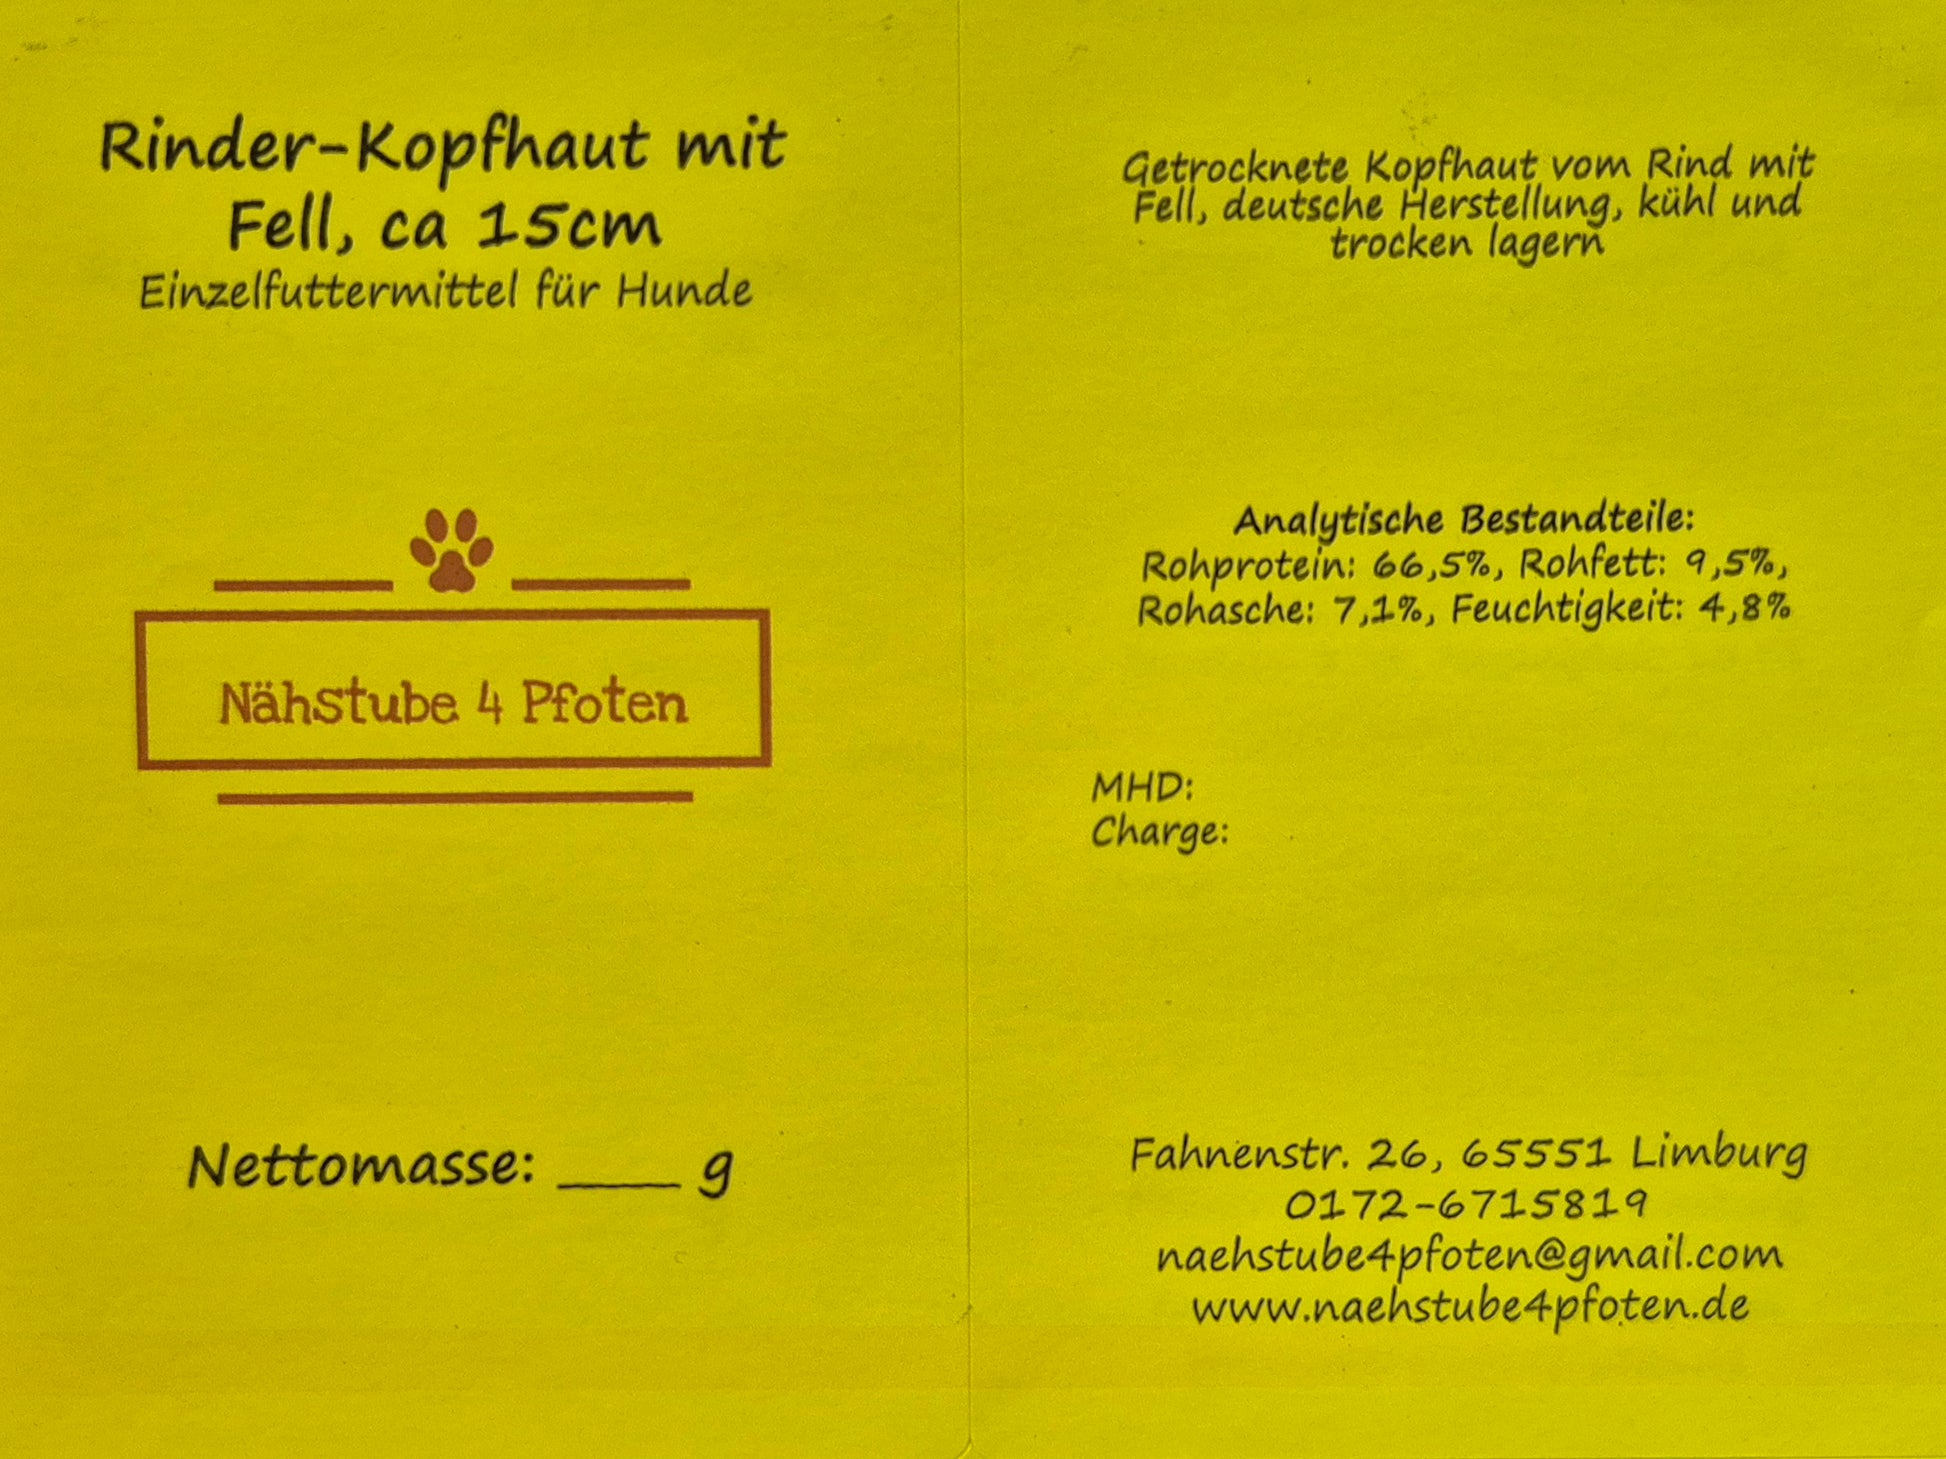 Rinder-Kopfhaut mit
Fell, ca 15cm
Einzelfuttermittel für Hunde
Nähstube 4 Pfoten
Nettomasse: ____ g
Getrocknete Kopfhaut vom Rind mit
Fell, deutsche Herstellung, kühl und
trocken lagern
Analytische Bestandteile:
Rohprotein: 66,5%, Rohfett: 9,5%,
Rohasche: 7,1%, Feuchtigkeit: 4,8%
MHD:
Charge:
Fahnenstr. 26, 65551 Limburg
0172-6715819
naehstube4pfoten@gmail.com
www.naehstube4pfoten.de